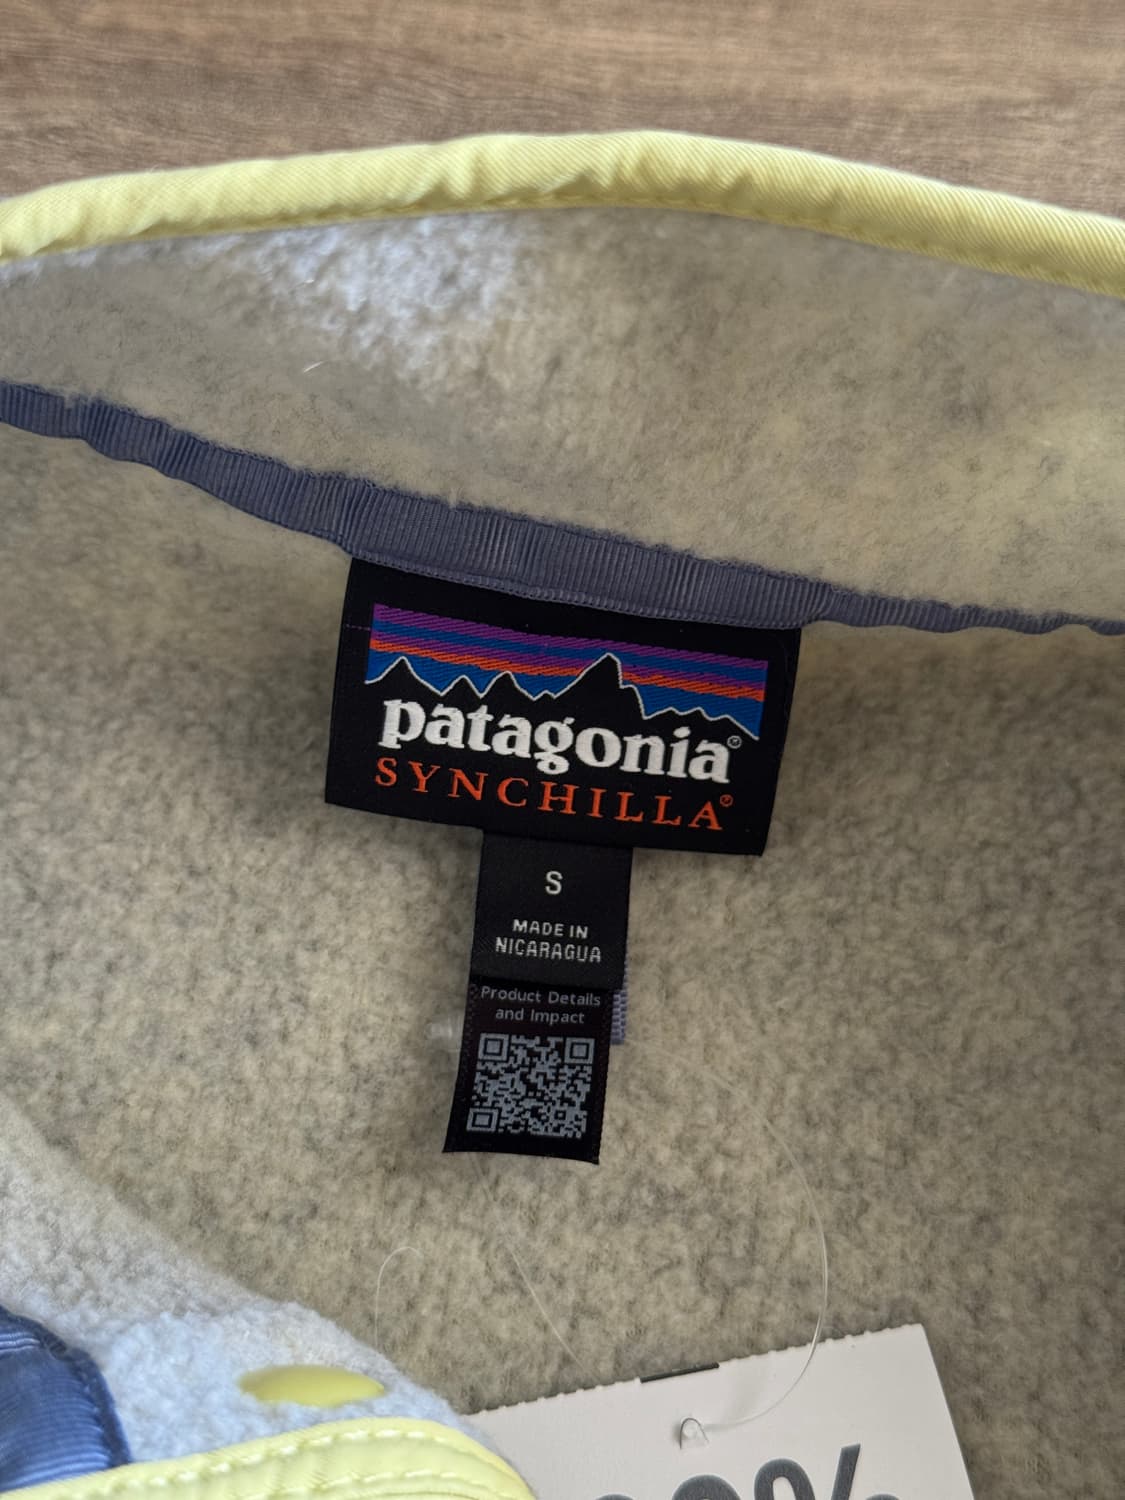 patagonia®
SYNCHILLA®
S
MADE IN
NICARAGUA
Product Details
and Impact